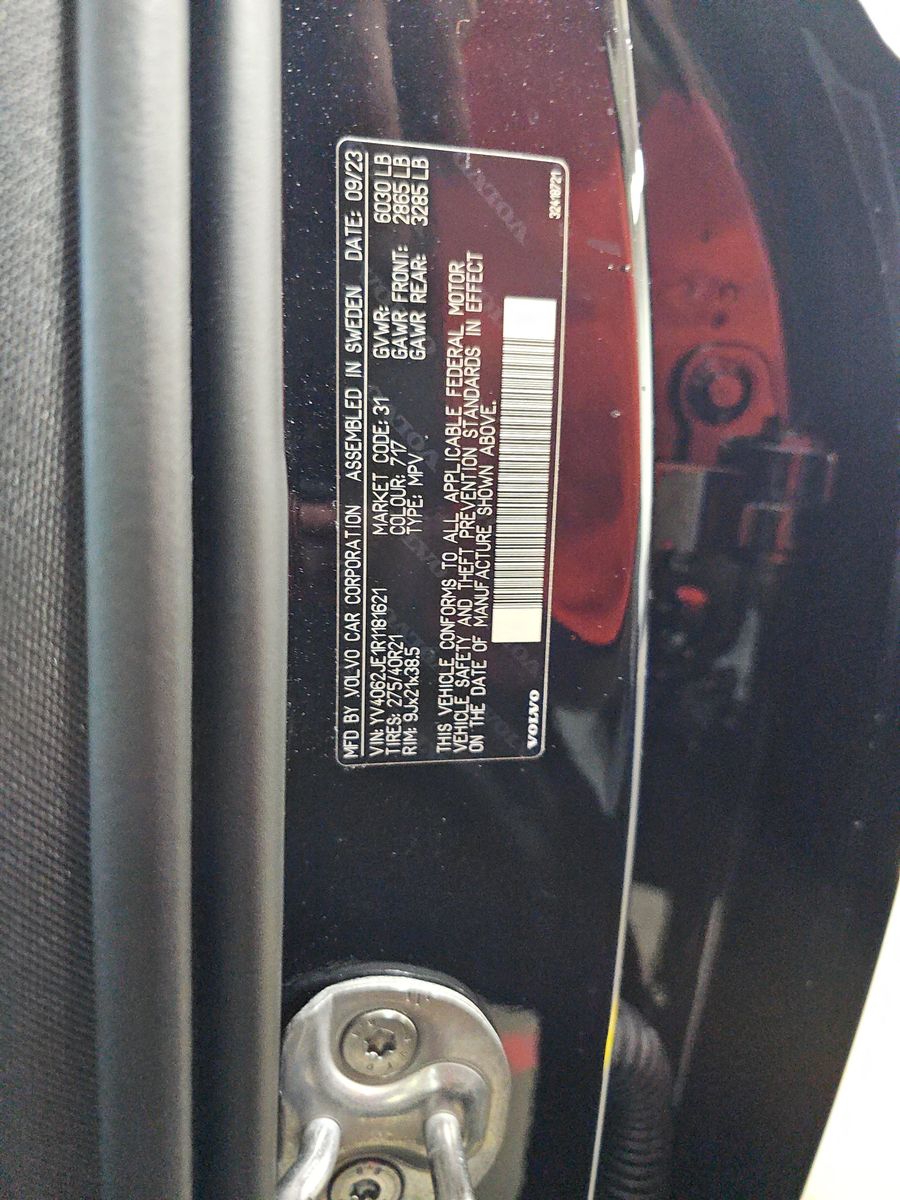 MFD BY VOLVO CAR CORPORATION ASSEMBLED IN SWEDEN DATE: 09/23
VIN: YV4062JE1R1181621 MARKET CODE: 31 GVWR: 6030 LB
TIRES: 275/40R21 COLOUR: 717 GAWR FRONT: 2865 LB
RIM: 9Jx21x38.5 TYPE: MPV GAWR REAR: 3285 LB
THIS VEHICLE CONFORMS TO ALL APPLICABLE FEDERAL MOTOR
VEHICLE SAFETY AND THEFT PREVENTION STANDARDS IN EFFECT
ON THE DATE OF MANUFACTURE SHOWN ABOVE.
VOLVO
32418721